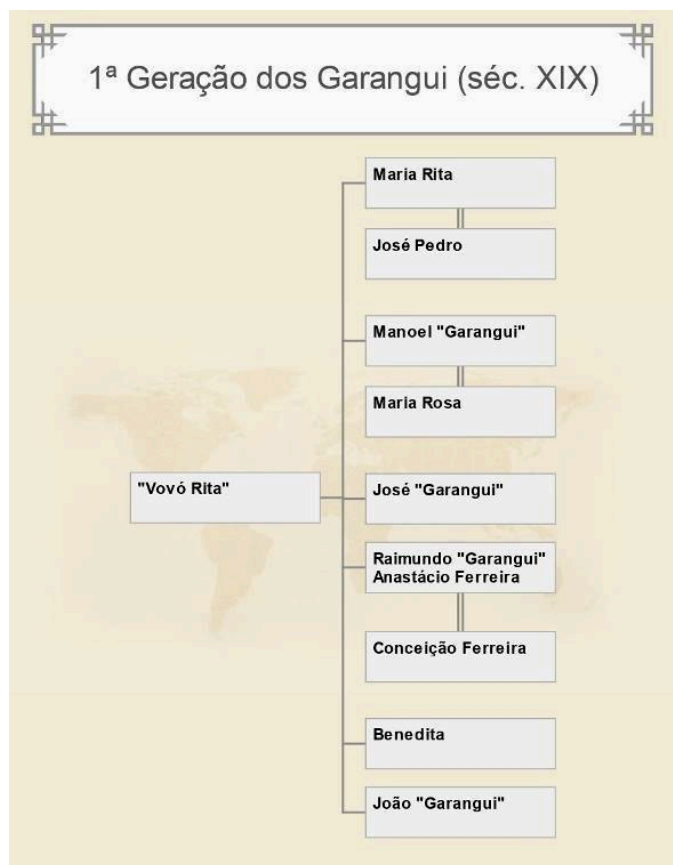 1ª Geração dos Garangui (séc. XIX)
Maria Rita
José Pedro
Manoel "Garangui"
Maria Rosa
"Vovó Rita"
José "Garangui"
Raimundo "Garangui"
Anastácio Ferreira
Conceição Ferreira
Benedita
João "Garangui"